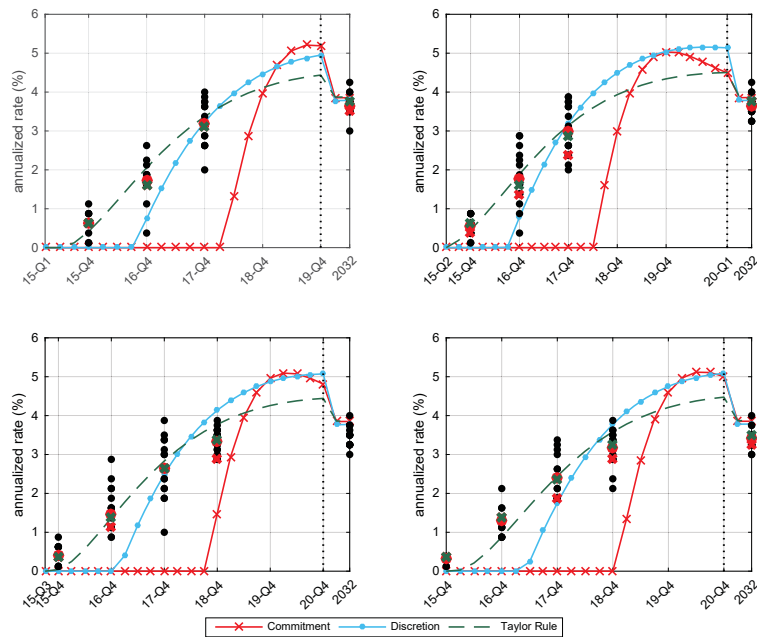 6
5
4
3
2
1
0
annualized rate (%)
15-Q1
15-Q4
16-Q4
17-Q4
18-Q4
19-Q4
2032
6
5
4
3
2
1
0
annualized rate (%)
15-Q2
15-Q4
16-Q4
17-Q4
18-Q4
19-Q4
20-Q1
2032
6
5
4
3
2
1
0
annualized rate (%)
15-Q3
15-Q4
16-Q4
17-Q4
18-Q4
19-Q4
20-Q4
2032
6
5
4
3
2
1
0
annualized rate (%)
15-Q4
16-Q4
17-Q4
18-Q4
19-Q4
20-Q4
2032
Commitment Discretion Taylor Rule